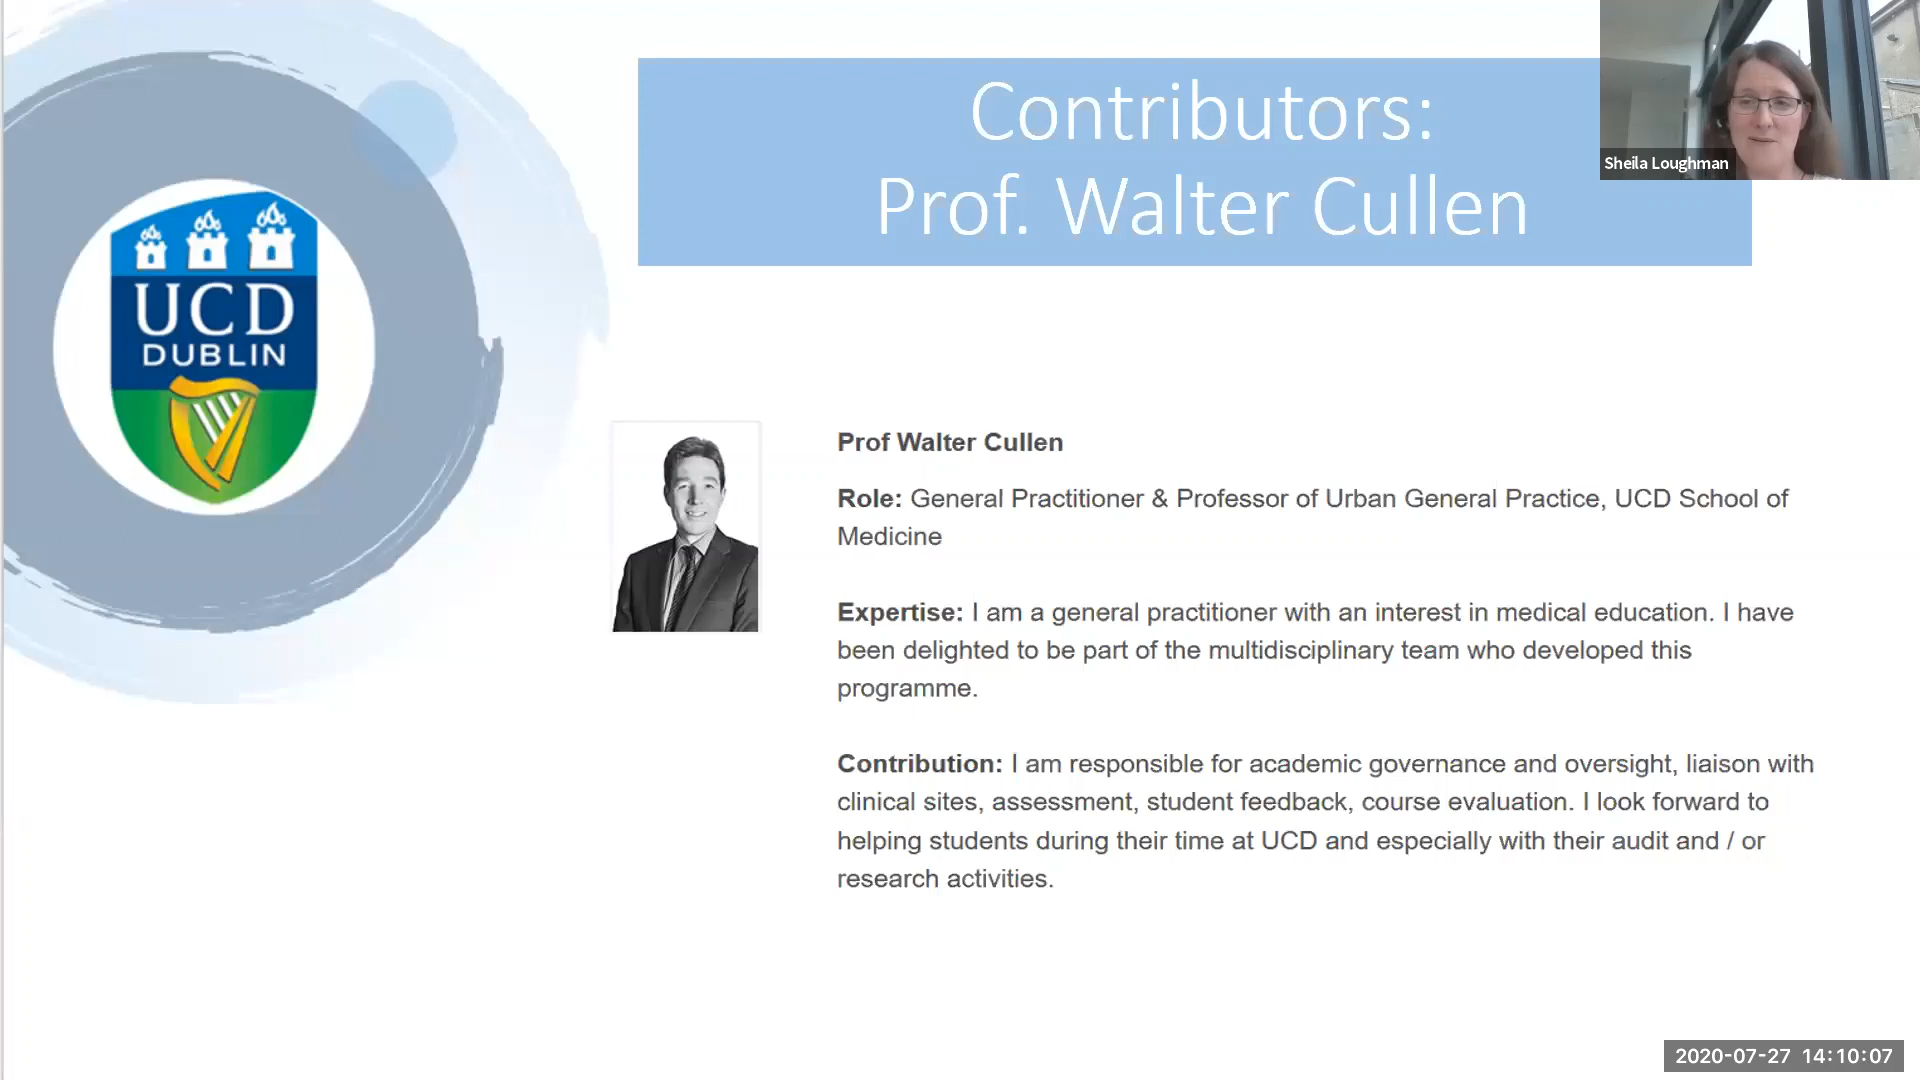 Contributors:
Prof. Walter Cullen
Sheila Loughman
UCD
DUBLIN
Prof Walter Cullen
Role: General Practitioner & Professor of Urban General Practice, UCD School of
Medicine
Expertise: I am a general practitioner with an interest in medical education. I have
been delighted to be part of the multidisciplinary team who developed this
programme.
Contribution: I am responsible for academic governance and oversight, liaison with
clinical sites, assessment, student feedback, course evaluation. I look forward to
helping students during their time at UCD and especially with their audit and / or
research activities.
2020-07-27 14:10:07